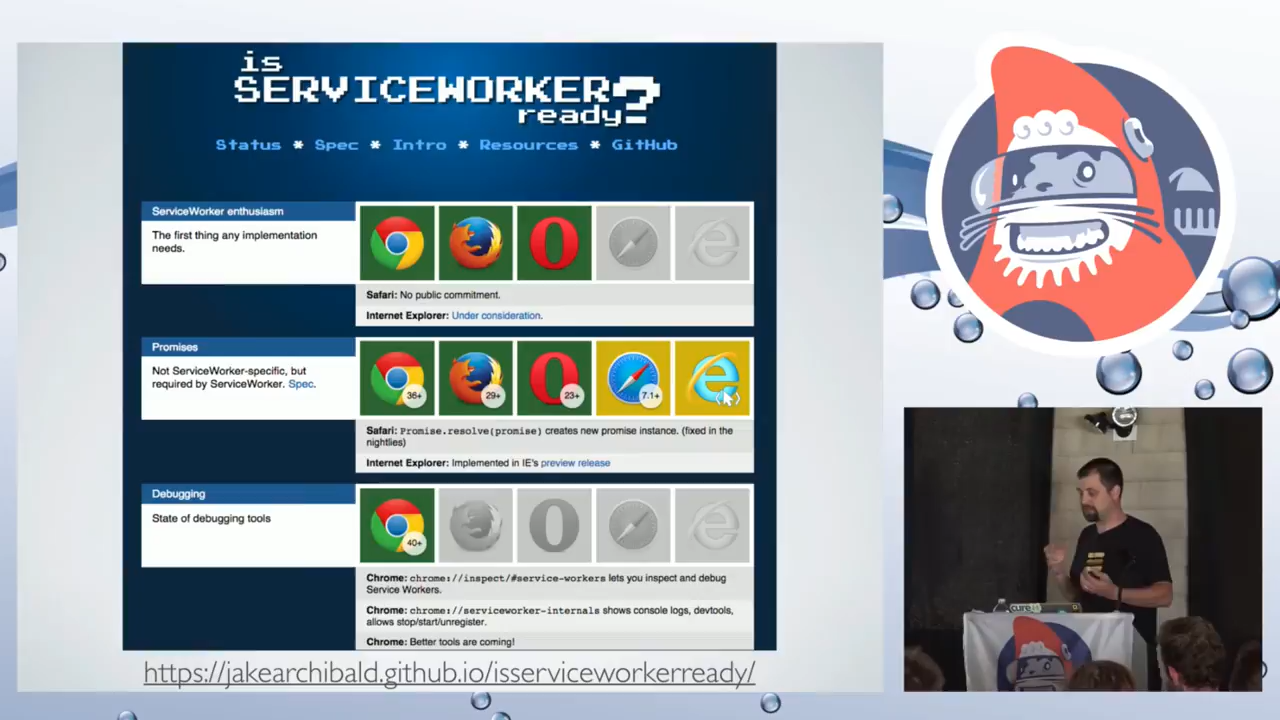 is
SERVICEWORKER
ready?
Status * Spec * Intro * Resources * GitHub
ServiceWorker enthusiasm
The first thing any implementation
needs.
Safari: No public commitment.
Internet Explorer: Under consideration.
Promises
Not ServiceWorker-specific, but
required by ServiceWorker. Spec.
36+
29+
23+
7.1+
Safari: Promise.resolve(promise) creates new promise instance. (fixed in the
nightlies)
Internet Explorer: Implemented in IE's preview release
Debugging
State of debugging tools
40+
Chrome: chrome://inspect/#service-workers lets you inspect and debug
Service Workers.
Chrome: chrome://serviceworker-internals shows console logs, devtools,
allows stop/start/unregister.
Chrome: Better tools are coming!
https://jakearchibald.github.io/isserviceworkerready/